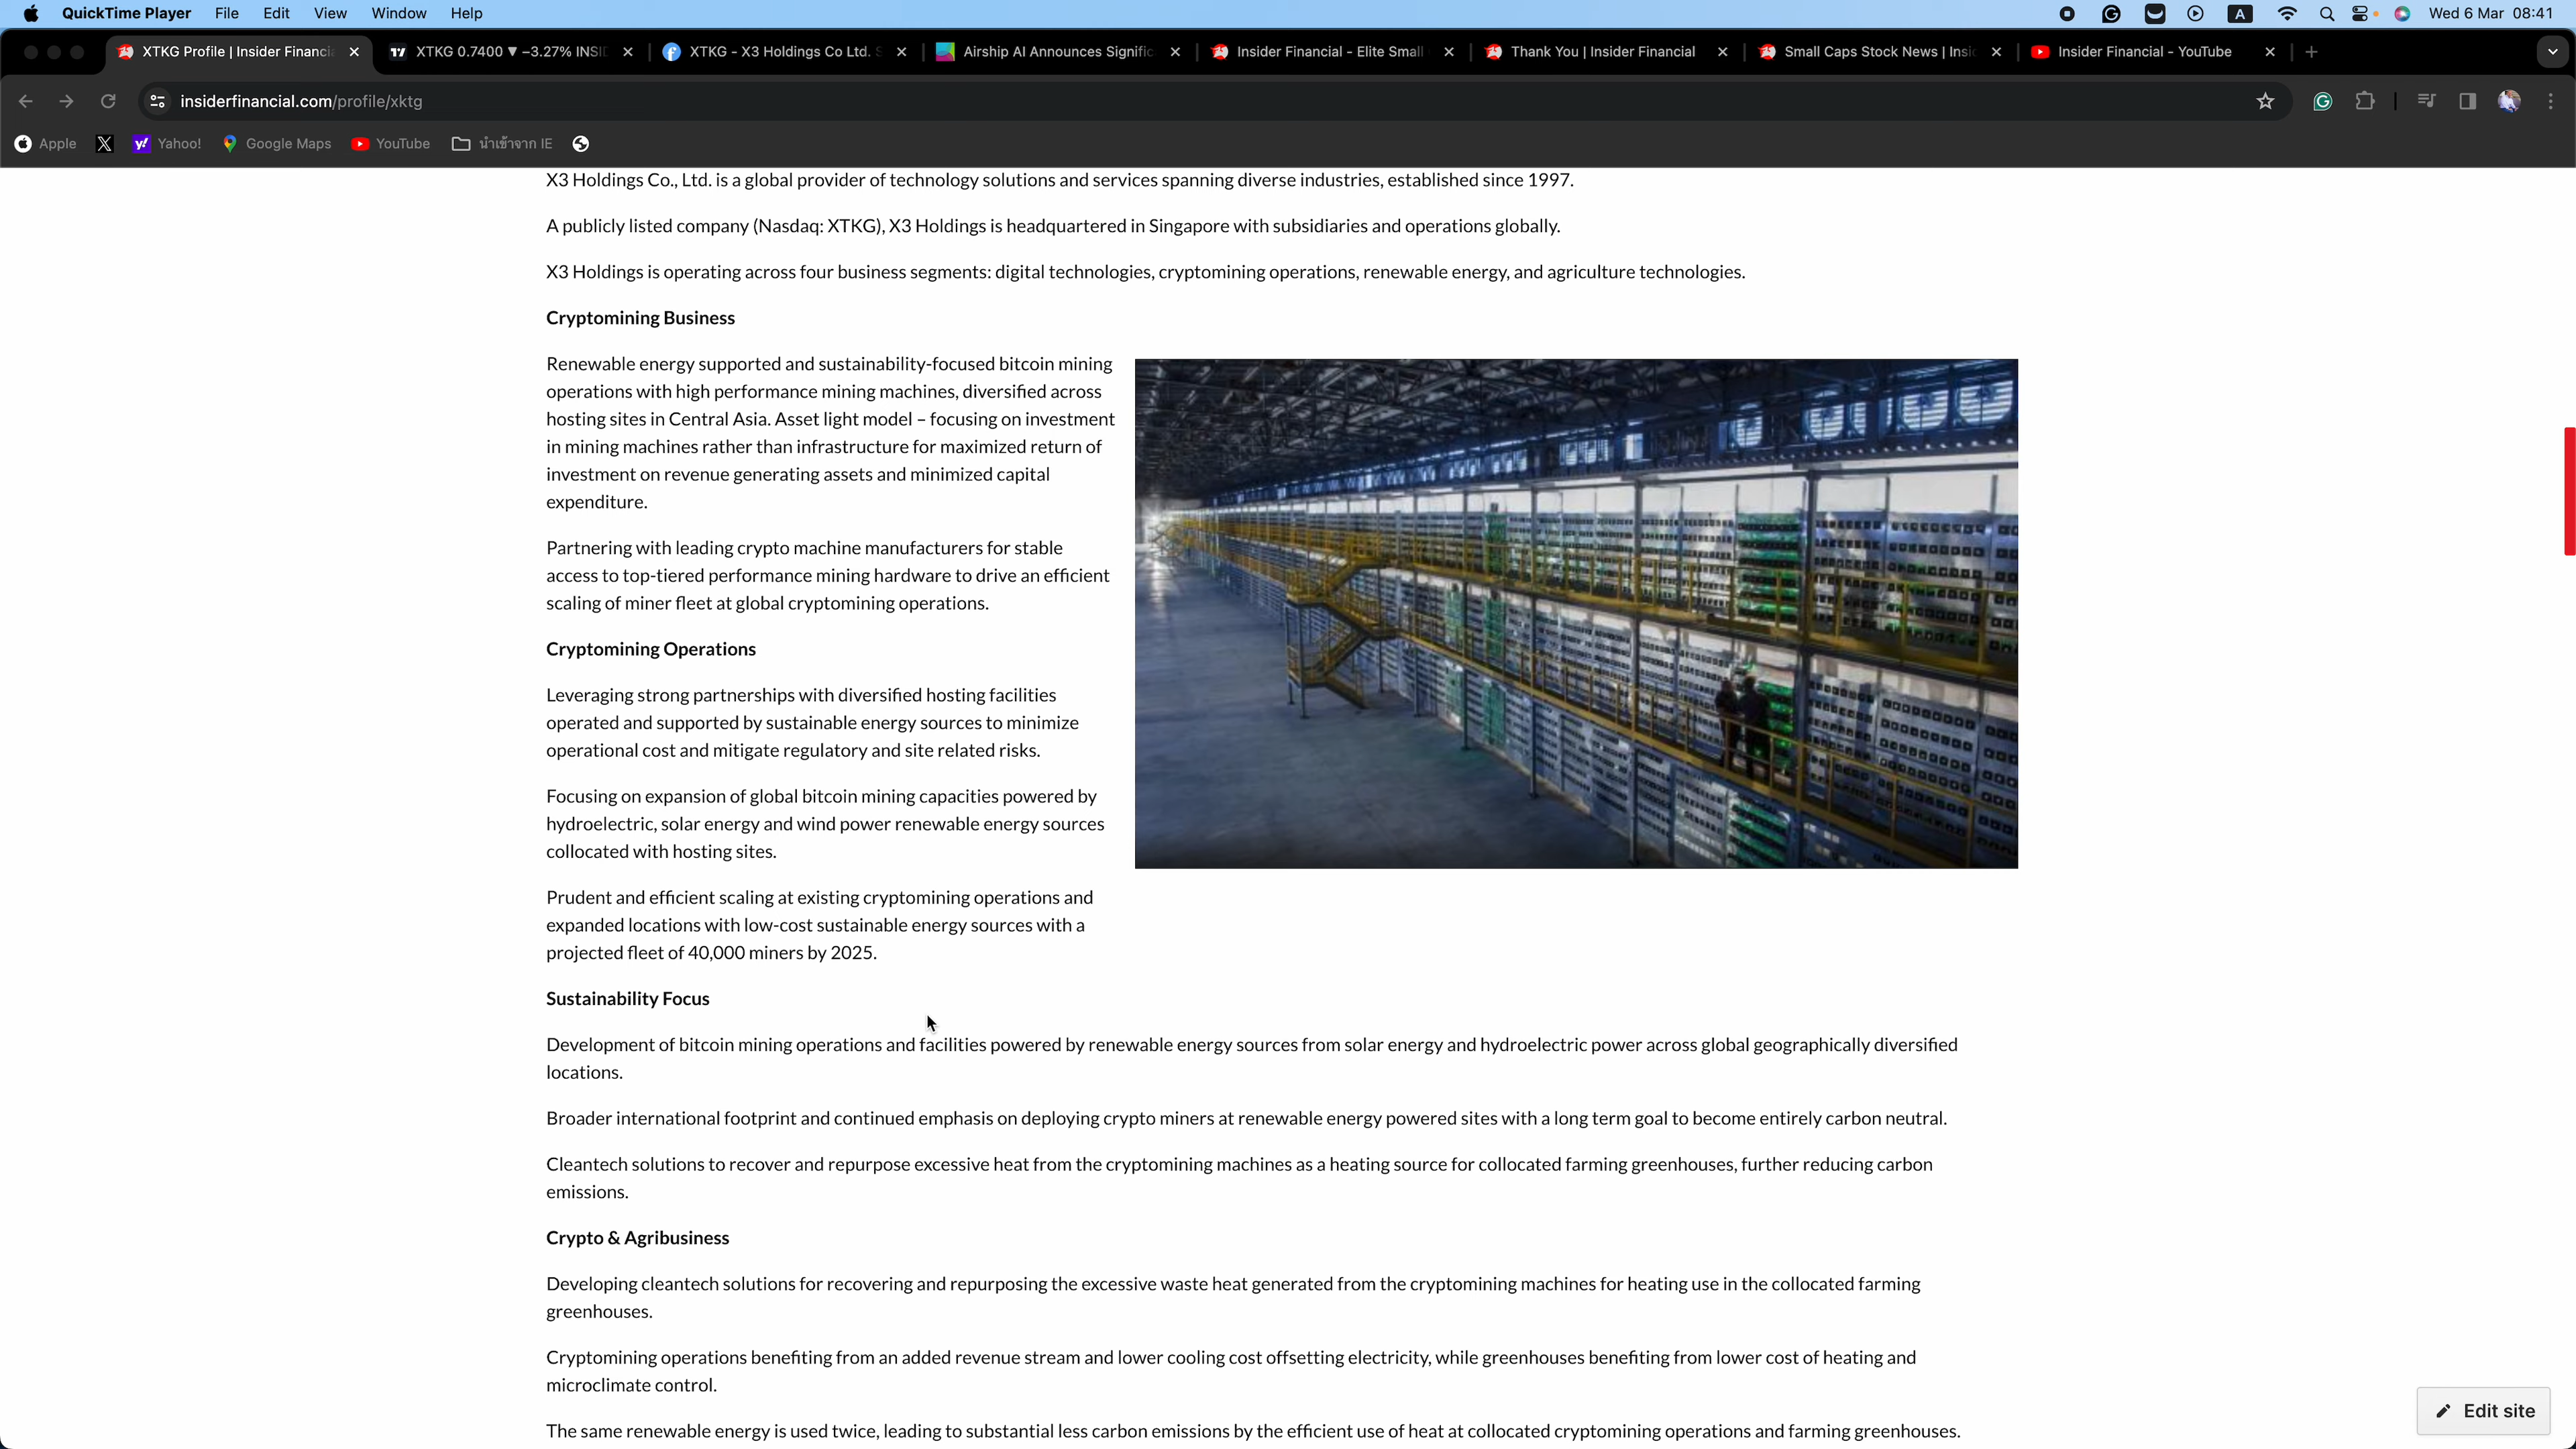 QuickTime Player File Edit View Window Help
A
Wed 6 Mar 08:41
XTKG Profile | Insider Financi
XTKG 0.7400 ▼ −3.27% INSI
XTKG - X3 Holdings Co Ltd. S
Airship AI Announces Signific
Insider Financial - Elite Small
Thank You | Insider Financial
Small Caps Stock News | Insi
Insider Financial - YouTube
insiderfinancial.com/profile/xktg
Apple
Yahoo!
Google Maps
YouTube
นำเข้าจาก IE
X3 Holdings Co., Ltd. is a global provider of technology solutions and services spanning diverse industries, established since 1997.
A publicly listed company (Nasdaq: XTKG), X3 Holdings is headquartered in Singapore with subsidiaries and operations globally.
X3 Holdings is operating across four business segments: digital technologies, cryptomining operations, renewable energy, and agriculture technologies.
Cryptomining Business
Renewable energy supported and sustainability-focused bitcoin mining
operations with high performance mining machines, diversified across
hosting sites in Central Asia. Asset light model – focusing on investment
in mining machines rather than infrastructure for maximized return of
investment on revenue generating assets and minimized capital
expenditure.
Partnering with leading crypto machine manufacturers for stable
access to top-tiered performance mining hardware to drive an efficient
scaling of miner fleet at global cryptomining operations.
Cryptomining Operations
Leveraging strong partnerships with diversified hosting facilities
operated and supported by sustainable energy sources to minimize
operational cost and mitigate regulatory and site related risks.
Focusing on expansion of global bitcoin mining capacities powered by
hydroelectric, solar energy and wind power renewable energy sources
collocated with hosting sites.
Prudent and efficient scaling at existing cryptomining operations and
expanded locations with low-cost sustainable energy sources with a
projected fleet of 40,000 miners by 2025.
Sustainability Focus
Development of bitcoin mining operations and facilities powered by renewable energy sources from solar energy and hydroelectric power across global geographically diversified
locations.
Broader international footprint and continued emphasis on deploying crypto miners at renewable energy powered sites with a long term goal to become entirely carbon neutral.
Cleantech solutions to recover and repurpose excessive heat from the cryptomining machines as a heating source for collocated farming greenhouses, further reducing carbon
emissions.
Crypto & Agribusiness
Developing cleantech solutions for recovering and repurposing the excessive waste heat generated from the cryptomining machines for heating use in the collocated farming
greenhouses.
Cryptomining operations benefiting from an added revenue stream and lower cooling cost offsetting electricity, while greenhouses benefiting from lower cost of heating and
microclimate control.
The same renewable energy is used twice, leading to substantial less carbon emissions by the efficient use of heat at collocated cryptomining operations and farming greenhouses.
Edit site